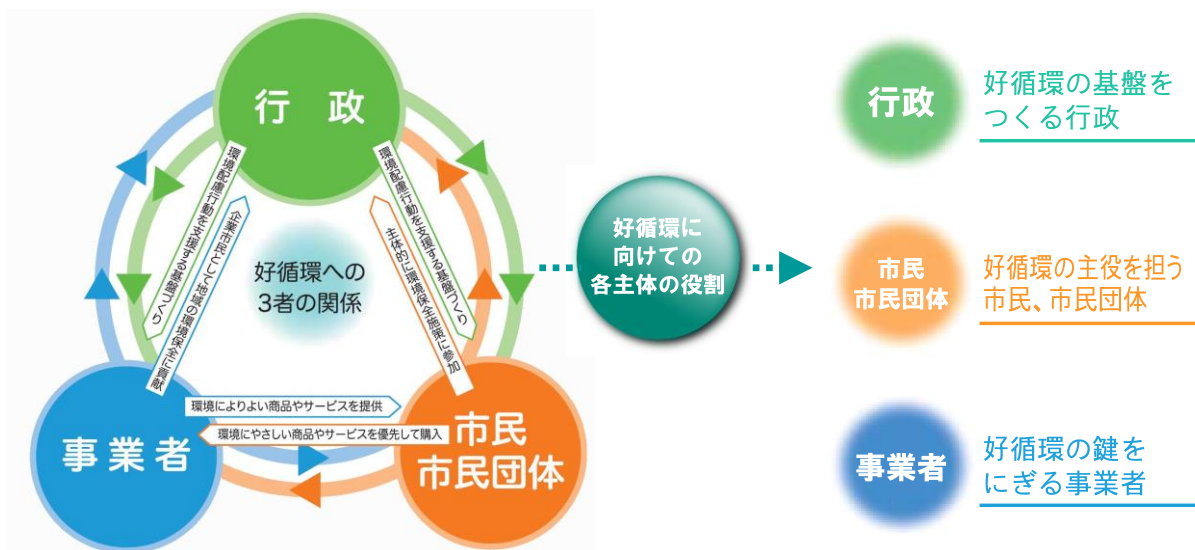 行　政
環境配慮行動を支援する基盤づくり
企業市民として地域の環境保全に貢献
環境配慮行動を支援する基盤づくり
主体的に環境保全施策に参加
好循環への
3者の関係
事業者
環境によりよい商品やサービスを提供
環境にやさしい商品やサービスを優先して購入
市民
市民団体
好循環に
向けての
各主体の役割
行政
好循環の基盤を
つくる行政
市民
市民団体
好循環の主役を担う
市民、市民団体
事業者
好循環の鍵を
にぎる事業者